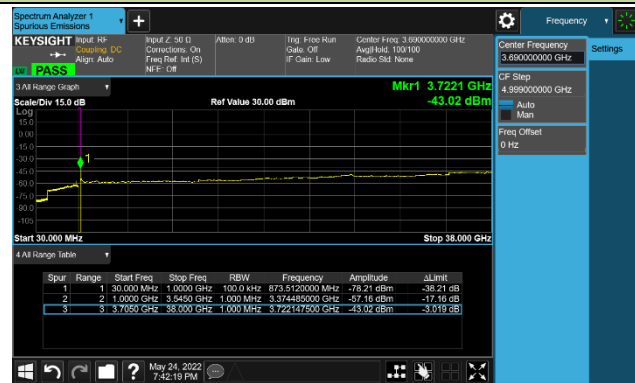 Spectrum Analyzer 1
Spurious Emissions
Frequency
KEYSIGHT Input: RF
Coupling: DC
Align: Auto
Input Z: 50 Ω
Corrections: On
Freq Ref: Int (S)
NFE: Off
Atten: 0 dB
Trig: Free Run
Gate: Off
IF Gain: Low
Center Freq: 3.690000000 GHz
Avg|Hold: 100/100
Radio Std: None
PASS
Center Frequency
3.690000000 GHz
Settings
CF Step
4.999000000 GHz
Auto
Man
Freq Offset
0 Hz
3 All Range Graph
Mkr1 3.7221 GHz
Scale/Div 15.0 dB
Ref Value 30.00 dBm
-43.02 dBm
Log
15.0
0.00
-15.0
-30.0
-45.0
-60.0
-75.0
-90.0
-105
1
Start 30.000 MHz
Stop 38.000 GHz
4 All Range Table
Spur Range Start Freq Stop Freq RBW Frequency Amplitude ΔLimit
1 1 30.000 MHz 1.0000 GHz 100.0 kHz 873.5120000 MHz -78.21 dBm -38.21 dB
2 2 1.0000 GHz 3.5450 GHz 1.000 MHz 3.374485000 GHz -57.16 dBm -17.16 dB
3 3 3.7050 GHz 38.000 GHz 1.000 MHz 3.722147500 GHz -43.02 dBm -3.019 dB
May 24, 2022
7:42:19 PM